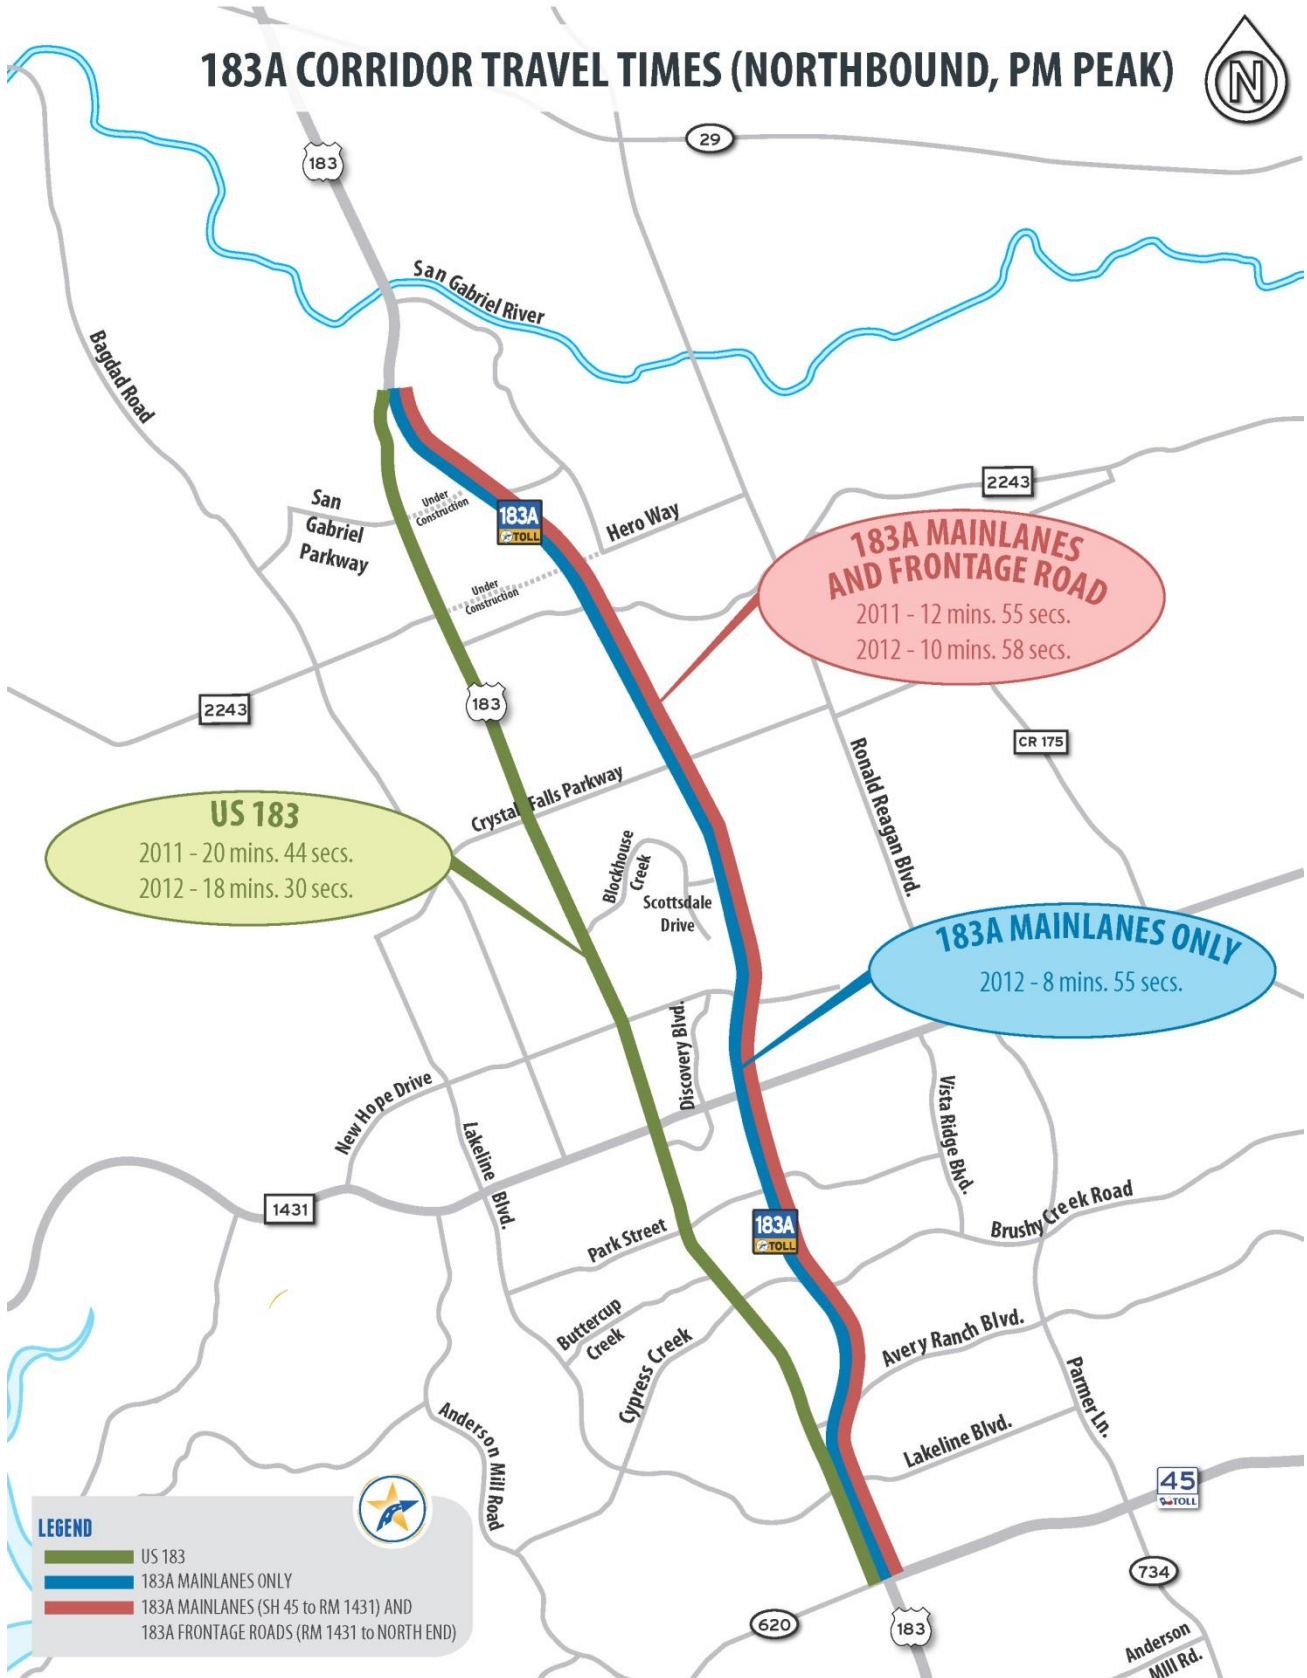 183A CORRIDOR TRAVEL TIMES (NORTHBOUND, PM PEAK)
N
29
183
San Gabriel River
Bagdad Road
2243
San
Gabriel
Parkway
Under
Construction
183A
TOLL
Hero Way
Under
Construction
183A MAINLANES
AND FRONTAGE ROAD
2011 - 12 mins. 55 secs.
2012 - 10 mins. 58 secs.
2243
183
CR 175
Ronald Reagan Blvd.
Crystal Falls Parkway
US 183
2011 - 20 mins. 44 secs.
2012 - 18 mins. 30 secs.
Blockhouse
Creek
Scottsdale
Drive
183A MAINLANES ONLY
2012 - 8 mins. 55 secs.
Discovery Blvd.
New Hope Drive
Lakeline Blvd.
Vista Ridge Blvd.
1431
Park Street
183A
TOLL
Brushy Creek Road
Buttercup
Creek
Cypress Creek
Avery Ranch Blvd.
Parmer Ln.
Anderson Mill Road
Lakeline Blvd.
45
TOLL
734
620
183
Anderson
Mill Rd.
LEGEND
US 183
183A MAINLANES ONLY
183A MAINLANES (SH 45 to RM 1431) AND
183A FRONTAGE ROADS (RM 1431 to NORTH END)